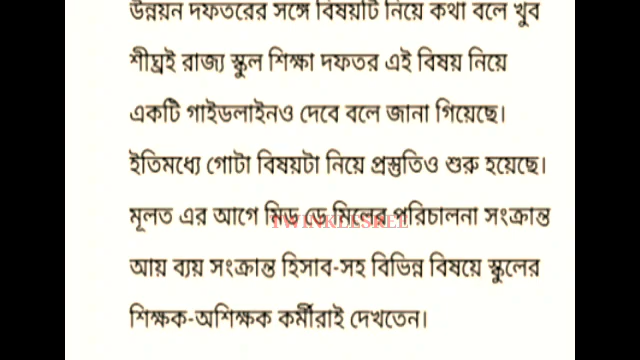 উন্নয়ন দফতরের সঙ্গে বিষয়টি নিয়ে কথা বলে খুব
শীঘ্রই রাজ্য স্কুল শিক্ষা দফতর এই বিষয় নিয়ে
একটি গাইডলাইনও দেবে বলে জানা গিয়েছে।
ইতিমধ্যে গোটা বিষয়টা নিয়ে প্রস্তুতিও শুরু হয়েছে।
মূলত এর আগে মিড ডে মিলের পরিচালনা সংক্রান্ত
TWINKLESREE
আয় ব্যয় সংক্রান্ত হিসাব-সহ বিভিন্ন বিষয়ে স্কুলের
শিক্ষক-অশিক্ষক কর্মীরাই দেখতেন।